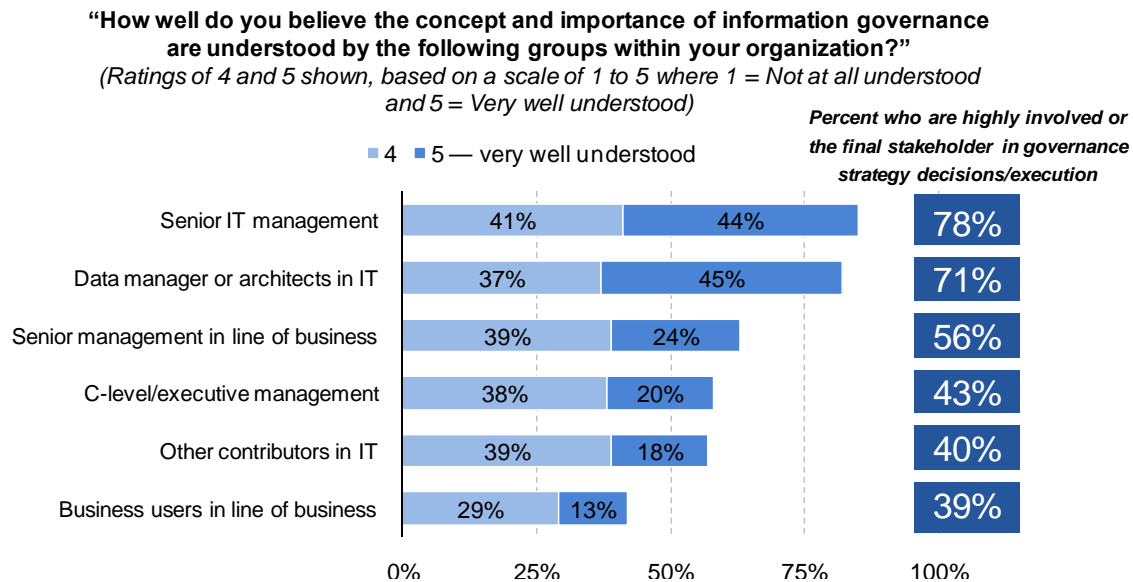 “How well do you believe the concept and importance of information governance
are understood by the following groups within your organization?”
(Ratings of 4 and 5 shown, based on a scale of 1 to 5 where 1 = Not at all understood
and 5 = Very well understood)
Percent who are highly involved or
the final stakeholder in governance
strategy decisions/execution
4 5 — very well understood
Senior IT management 41% 44% 78%
Data manager or architects in IT 37% 45% 71%
Senior management in line of business 39% 24% 56%
C-level/executive management 38% 20% 43%
Other contributors in IT 39% 18% 40%
Business users in line of business 29% 13% 39%
0% 25% 50% 75% 100%